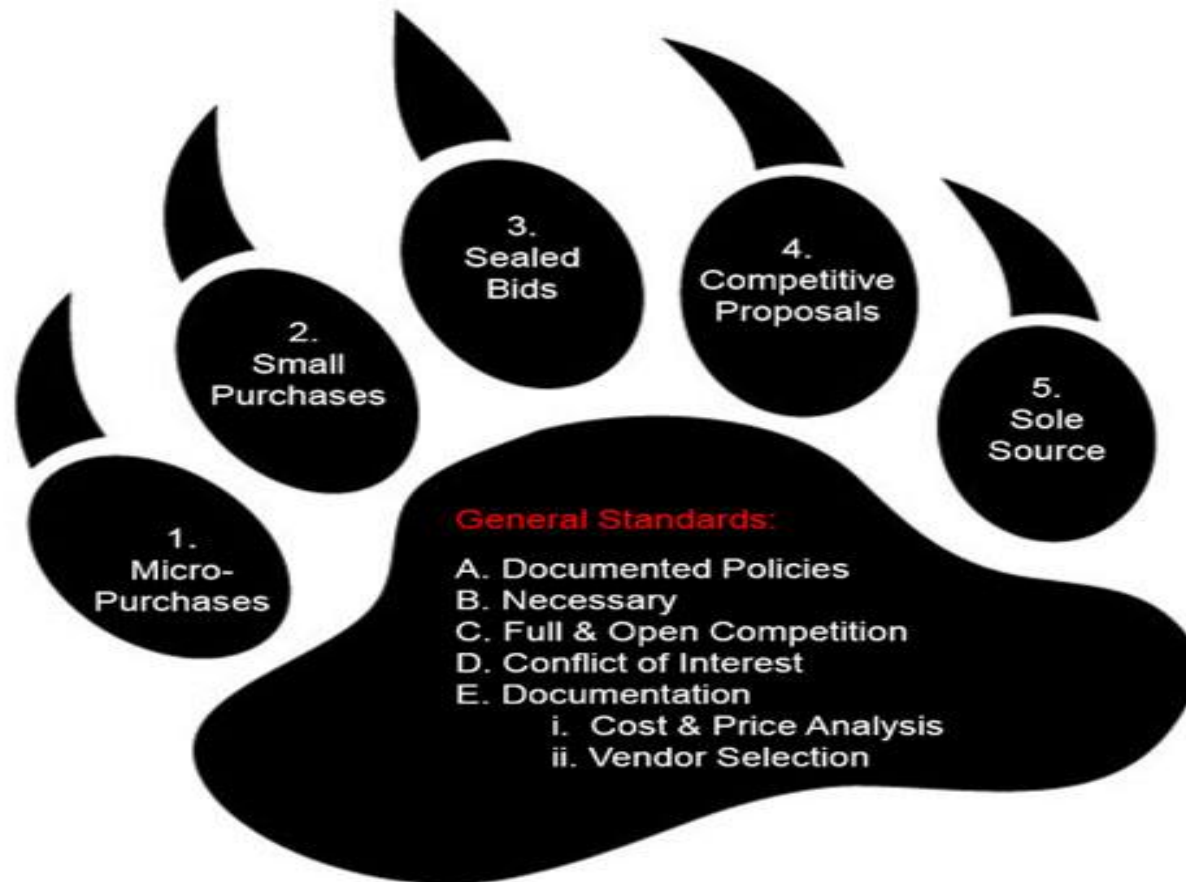 1.
Micro-
Purchases
2.
Small
Purchases
3.
Sealed
Bids
4.
Competitive
Proposals
5.
Sole
Source
General Standards:
A. Documented Policies
B. Necessary
C. Full & Open Competition
D. Conflict of Interest
E. Documentation
i. Cost & Price Analysis
ii. Vendor Selection